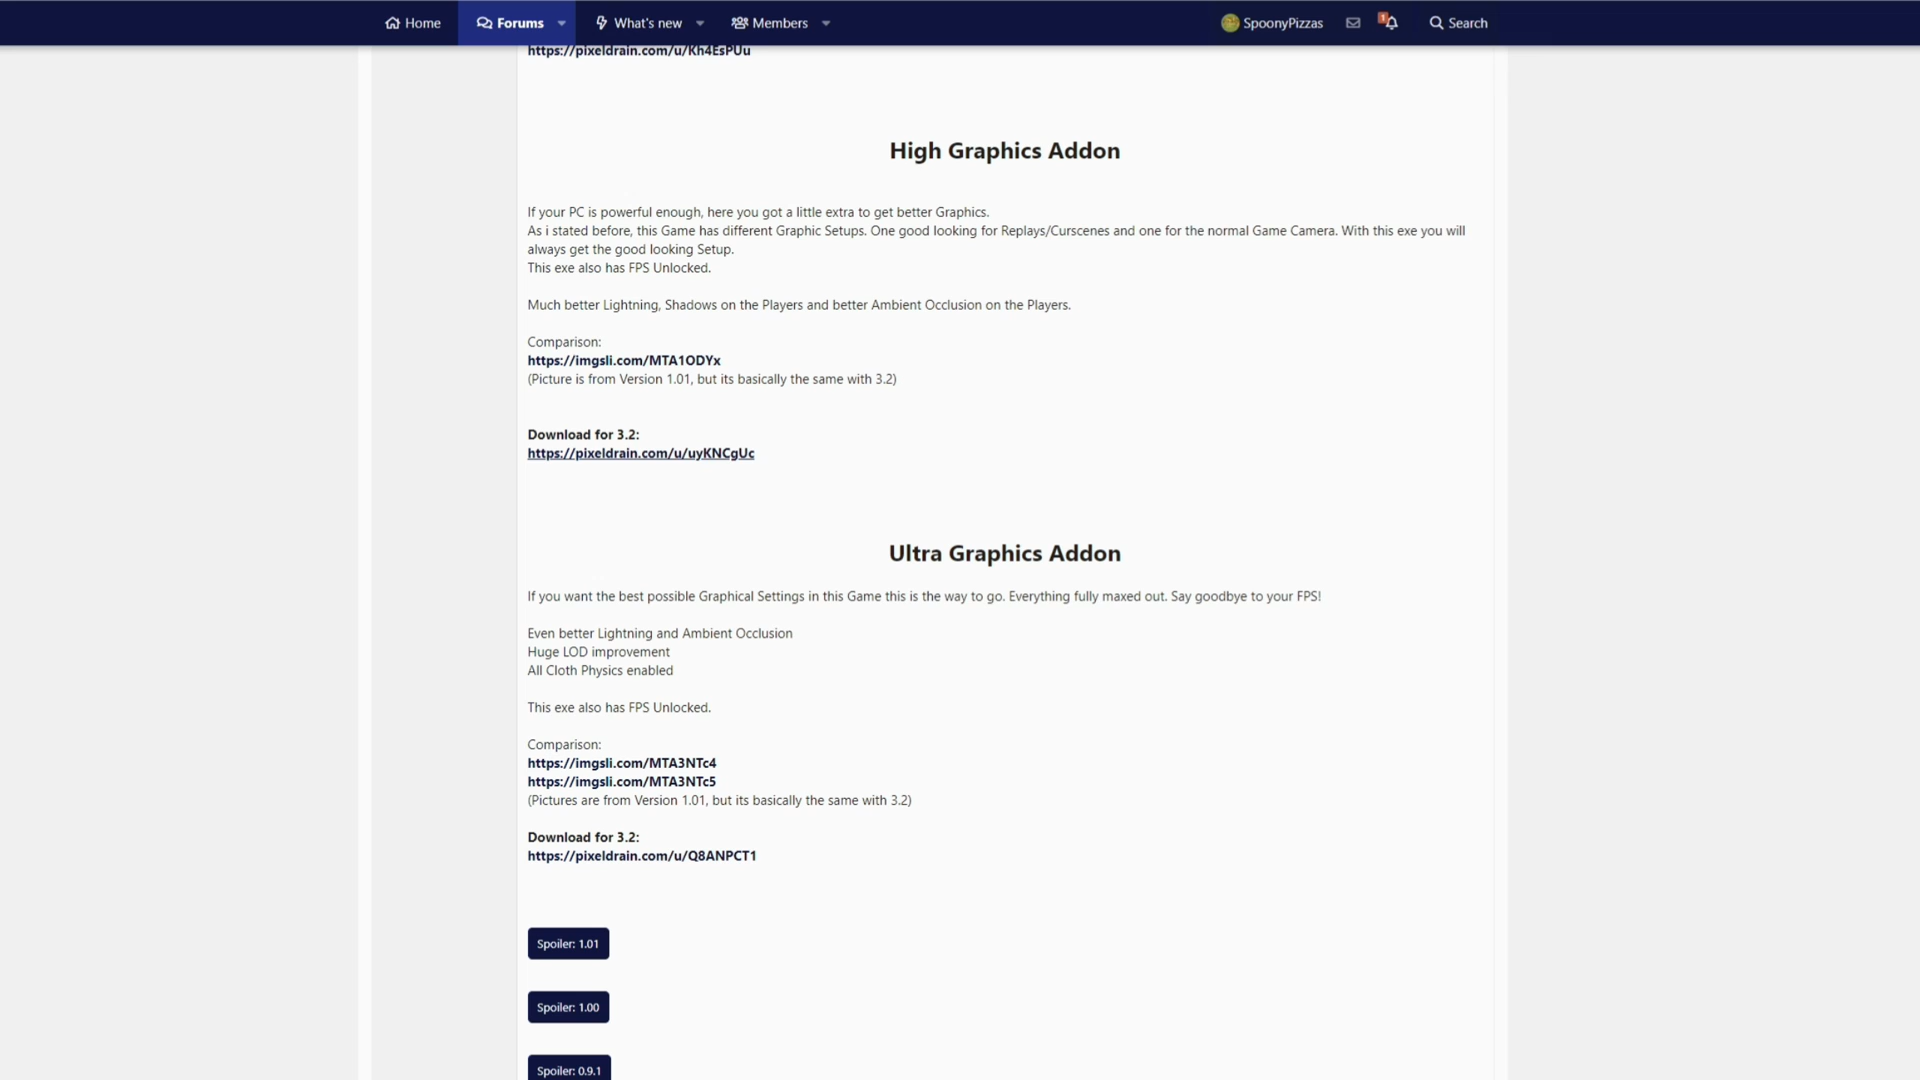 Home
Forums
What's new
Members
SpoonyPizzas
1
Search
https://pixeldrain.com/u/Kh4EsPUu
High Graphics Addon
If your PC is powerful enough, here you got a little extra to get better Graphics.
As i stated before, this Game has different Graphic Setups. One good looking for Replays/Curscenes and one for the normal Game Camera. With this exe you will
always get the good looking Setup.
This exe also has FPS Unlocked.
Much better Lightning, Shadows on the Players and better Ambient Occlusion on the Players.
Comparison:
https://imgsli.com/MTA1ODYx
(Picture is from Version 1.01, but its basically the same with 3.2)
Download for 3.2:
https://pixeldrain.com/u/uyKNCgUc
Ultra Graphics Addon
If you want the best possible Graphical Settings in this Game this is the way to go. Everything fully maxed out. Say goodbye to your FPS!
Even better Lightning and Ambient Occlusion
Huge LOD improvement
All Cloth Physics enabled
This exe also has FPS Unlocked.
Comparison:
https://imgsli.com/MTA3NTc4
https://imgsli.com/MTA3NTc5
(Pictures are from Version 1.01, but its basically the same with 3.2)
Download for 3.2:
https://pixeldrain.com/u/Q8ANPCT1
Spoiler: 1.01
Spoiler: 1.00
Spoiler: 0.9.1